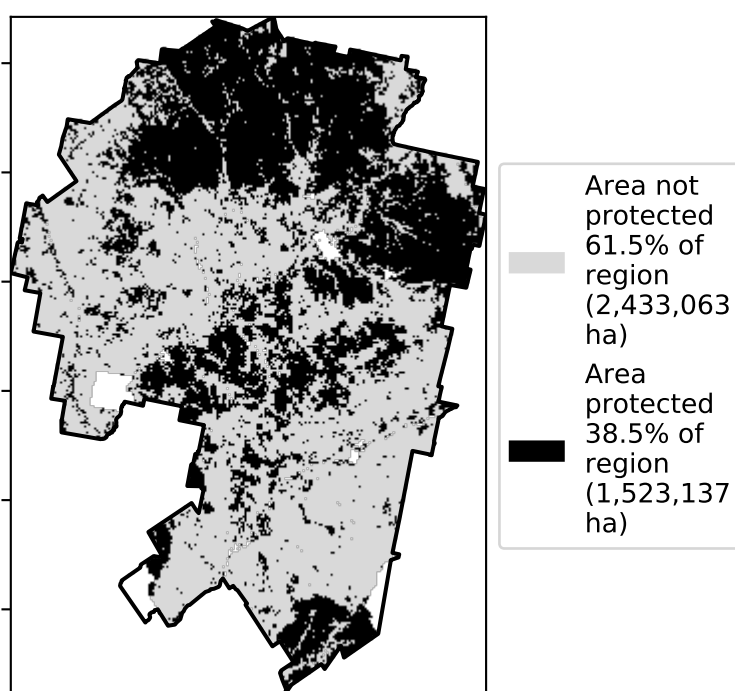 Area not
protected
61.5% of
region
(2,433,063
ha)
Area
protected
38.5% of
region
(1,523,137
ha)